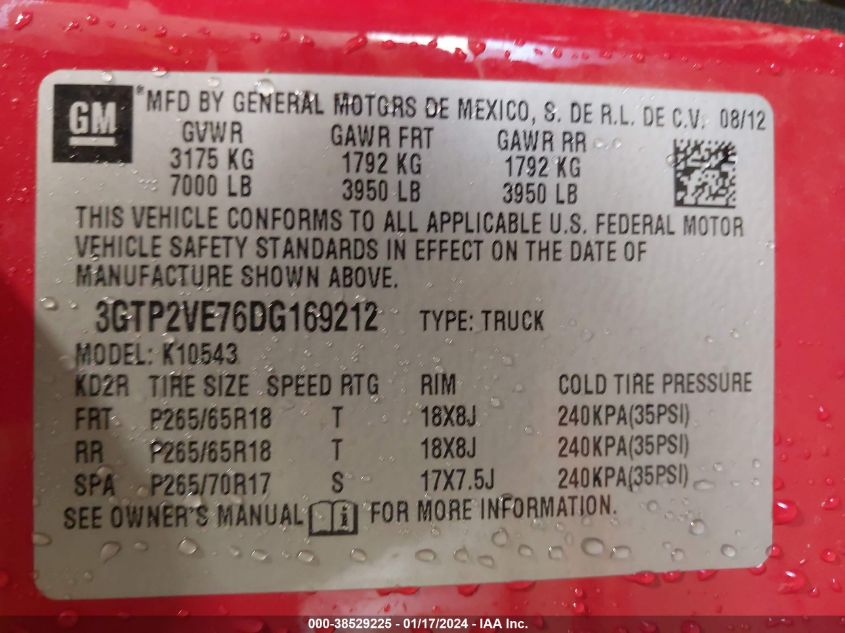 GM
*MFD BY GENERAL MOTORS DE MEXICO, S. DE R.L. DE C.V. 08/12
GVWR GAWR FRT GAWR RR
3175 KG 1792 KG 1792 KG
7000 LB 3950 LB 3950 LB
THIS VEHICLE CONFORMS TO ALL APPLICABLE U.S. FEDERAL MOTOR
VEHICLE SAFETY STANDARDS IN EFFECT ON THE DATE OF
MANUFACTURE SHOWN ABOVE.
3GTP2VE76DG169212 TYPE: TRUCK
MODEL: K10543
KD2R TIRE SIZE SPEED RTG RIM COLD TIRE PRESSURE
FRT P265/65R18 T 18X8J 240KPA(35PSI)
RR P265/65R18 T 18X8J 240KPA(35PSI)
SPA P265/70R17 S 17X7.5J 240KPA(35PSI)
SEE OWNER'S MANUAL i FOR MORE INFORMATION.
000-38529225 - 01/17/2024 - IAA Inc.